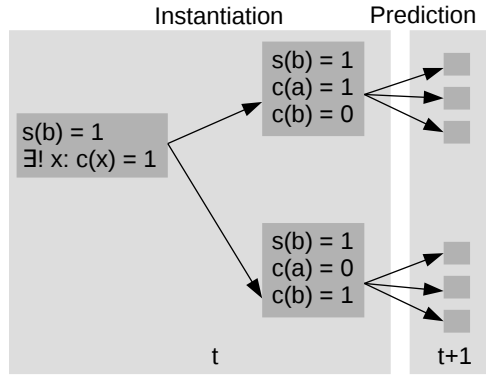 Instantiation
Prediction
s(b) = 1
∃! x: c(x) = 1
s(b) = 1
c(a) = 1
c(b) = 0
s(b) = 1
c(a) = 0
c(b) = 1
t
t+1